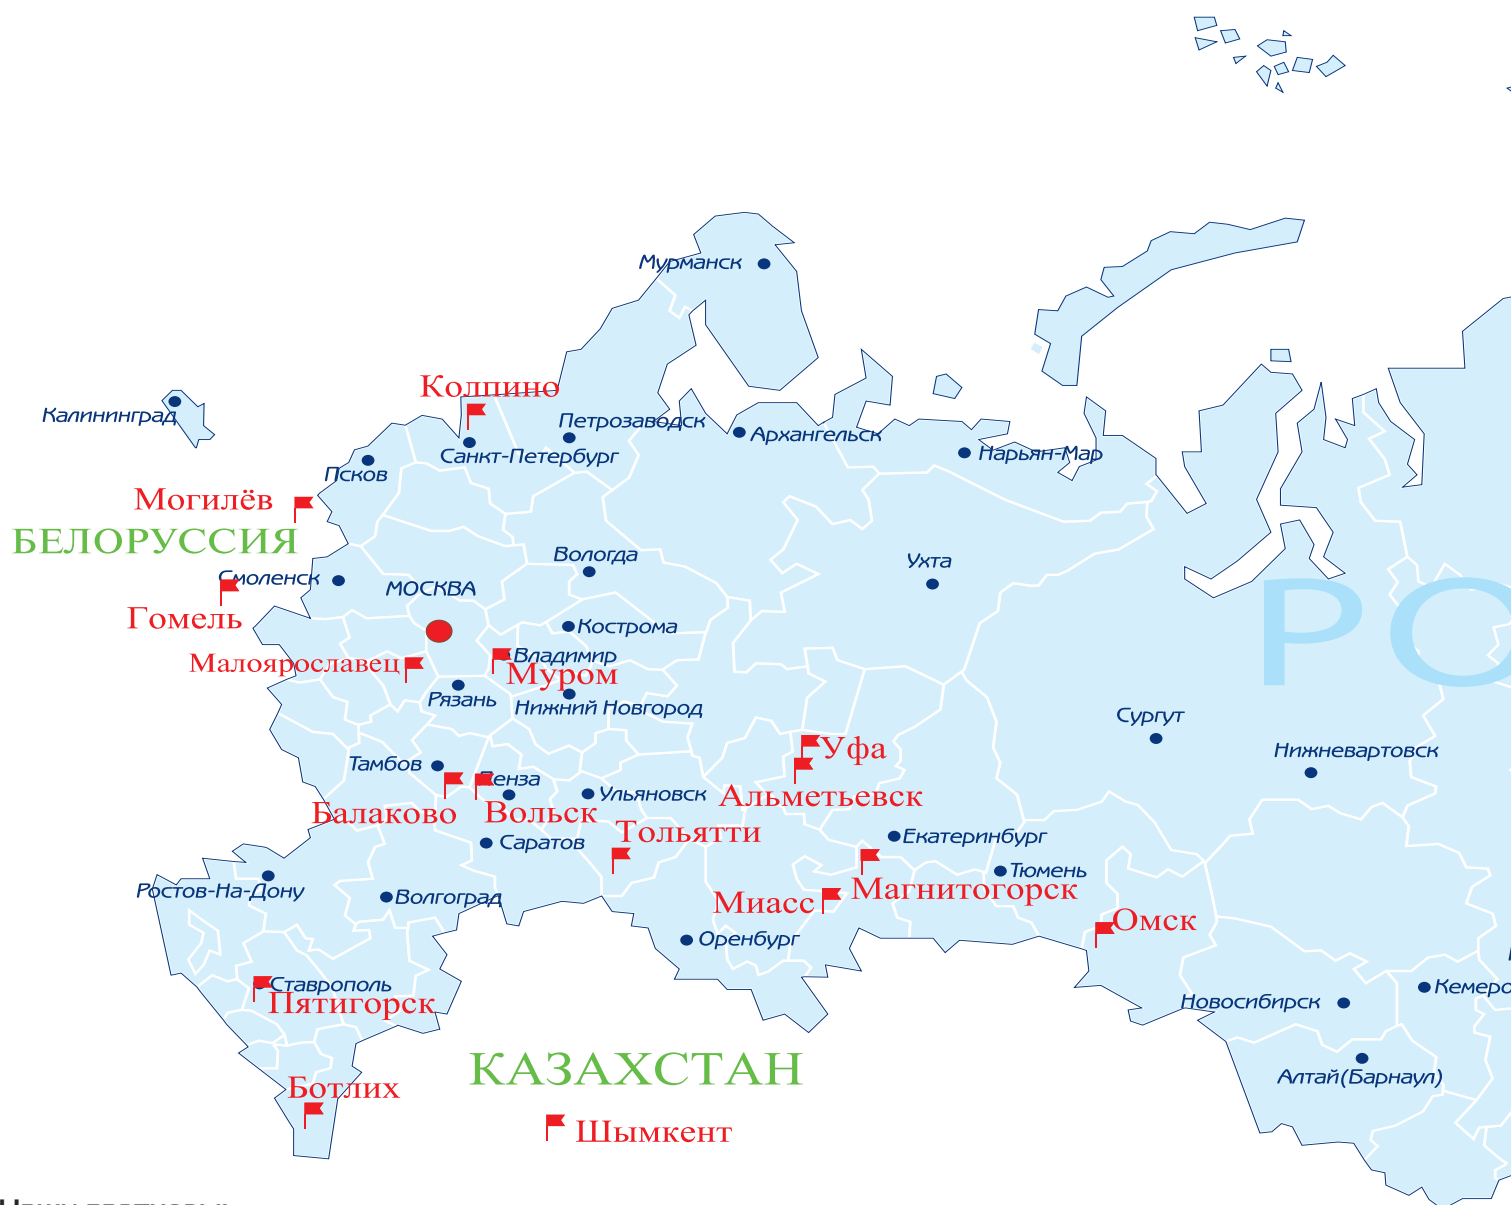 Мурманск
Колпино
Калининград
Петрозаводск
Архангельск
Санкт-Петербург
Нарьян-Мар
Псков
Могилёв
БЕЛОРУССИЯ
Вологда
Ухта
Смоленск
МОСКВА
Гомель
Кострома
РО
Малоярославец
Владимир
Муром
Рязань
Нижний Новгород
Сургут
Уфа
Нижневартовск
Тамбов
Пенза
Ульяновск
Альметьевск
Балаково
Вольск
Тольятти
Екатеринбург
Саратов
Тюмень
Ростов-На-Дону
Волгоград
Магнитогорск
Миасс
Омск
Оренбург
Ставрополь
Пятигорск
Кемеро
Новосибирск
КАЗАХСТАН
Алтай(Барнаул)
Ботлих
Шымкент